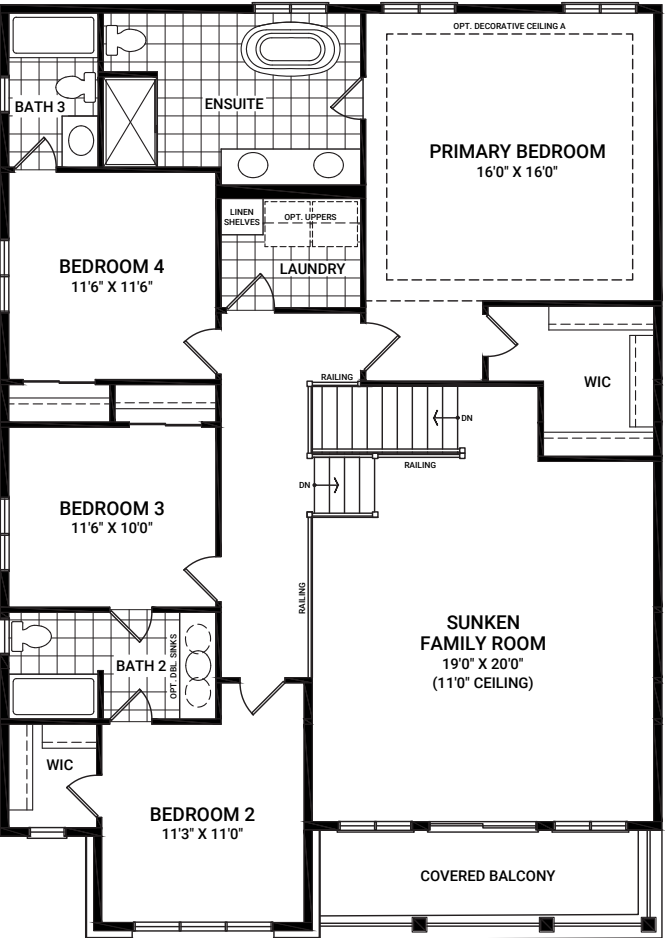 OPT. DECORATIVE CEILING A
BATH 3
ENSUITE
PRIMARY BEDROOM
16'0" X 16'0"
LINEN
SHELVES
OPT. UPPERS
LAUNDRY
BEDROOM 4
11'6" X 11'6"
RAILING
WIC
DN
RAILING
DN
BEDROOM 3
11'6" X 10'0"
RAILING
SUNKEN
FAMILY ROOM
19'0" X 20'0"
(11'0" CEILING)
BATH 2
OPT. DBL SINKS
WIC
BEDROOM 2
11'3" X 11'0"
COVERED BALCONY